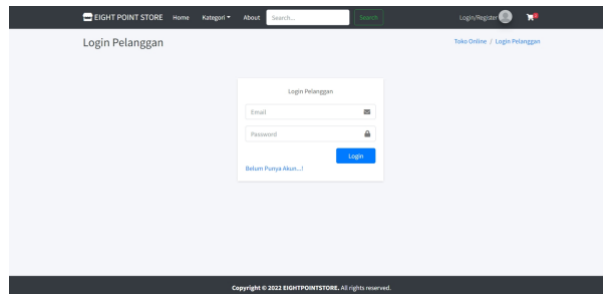 EIGHT POINT STORE Home Kategori About Search... Search Login/Register
Login Pelanggan
Toko Online / Login Pelanggan
Login Pelanggan
Email
Password
Login
Belum Punya Akun...!
Copyright © 2022 EIGHTPOINTSTORE. All rights reserved.